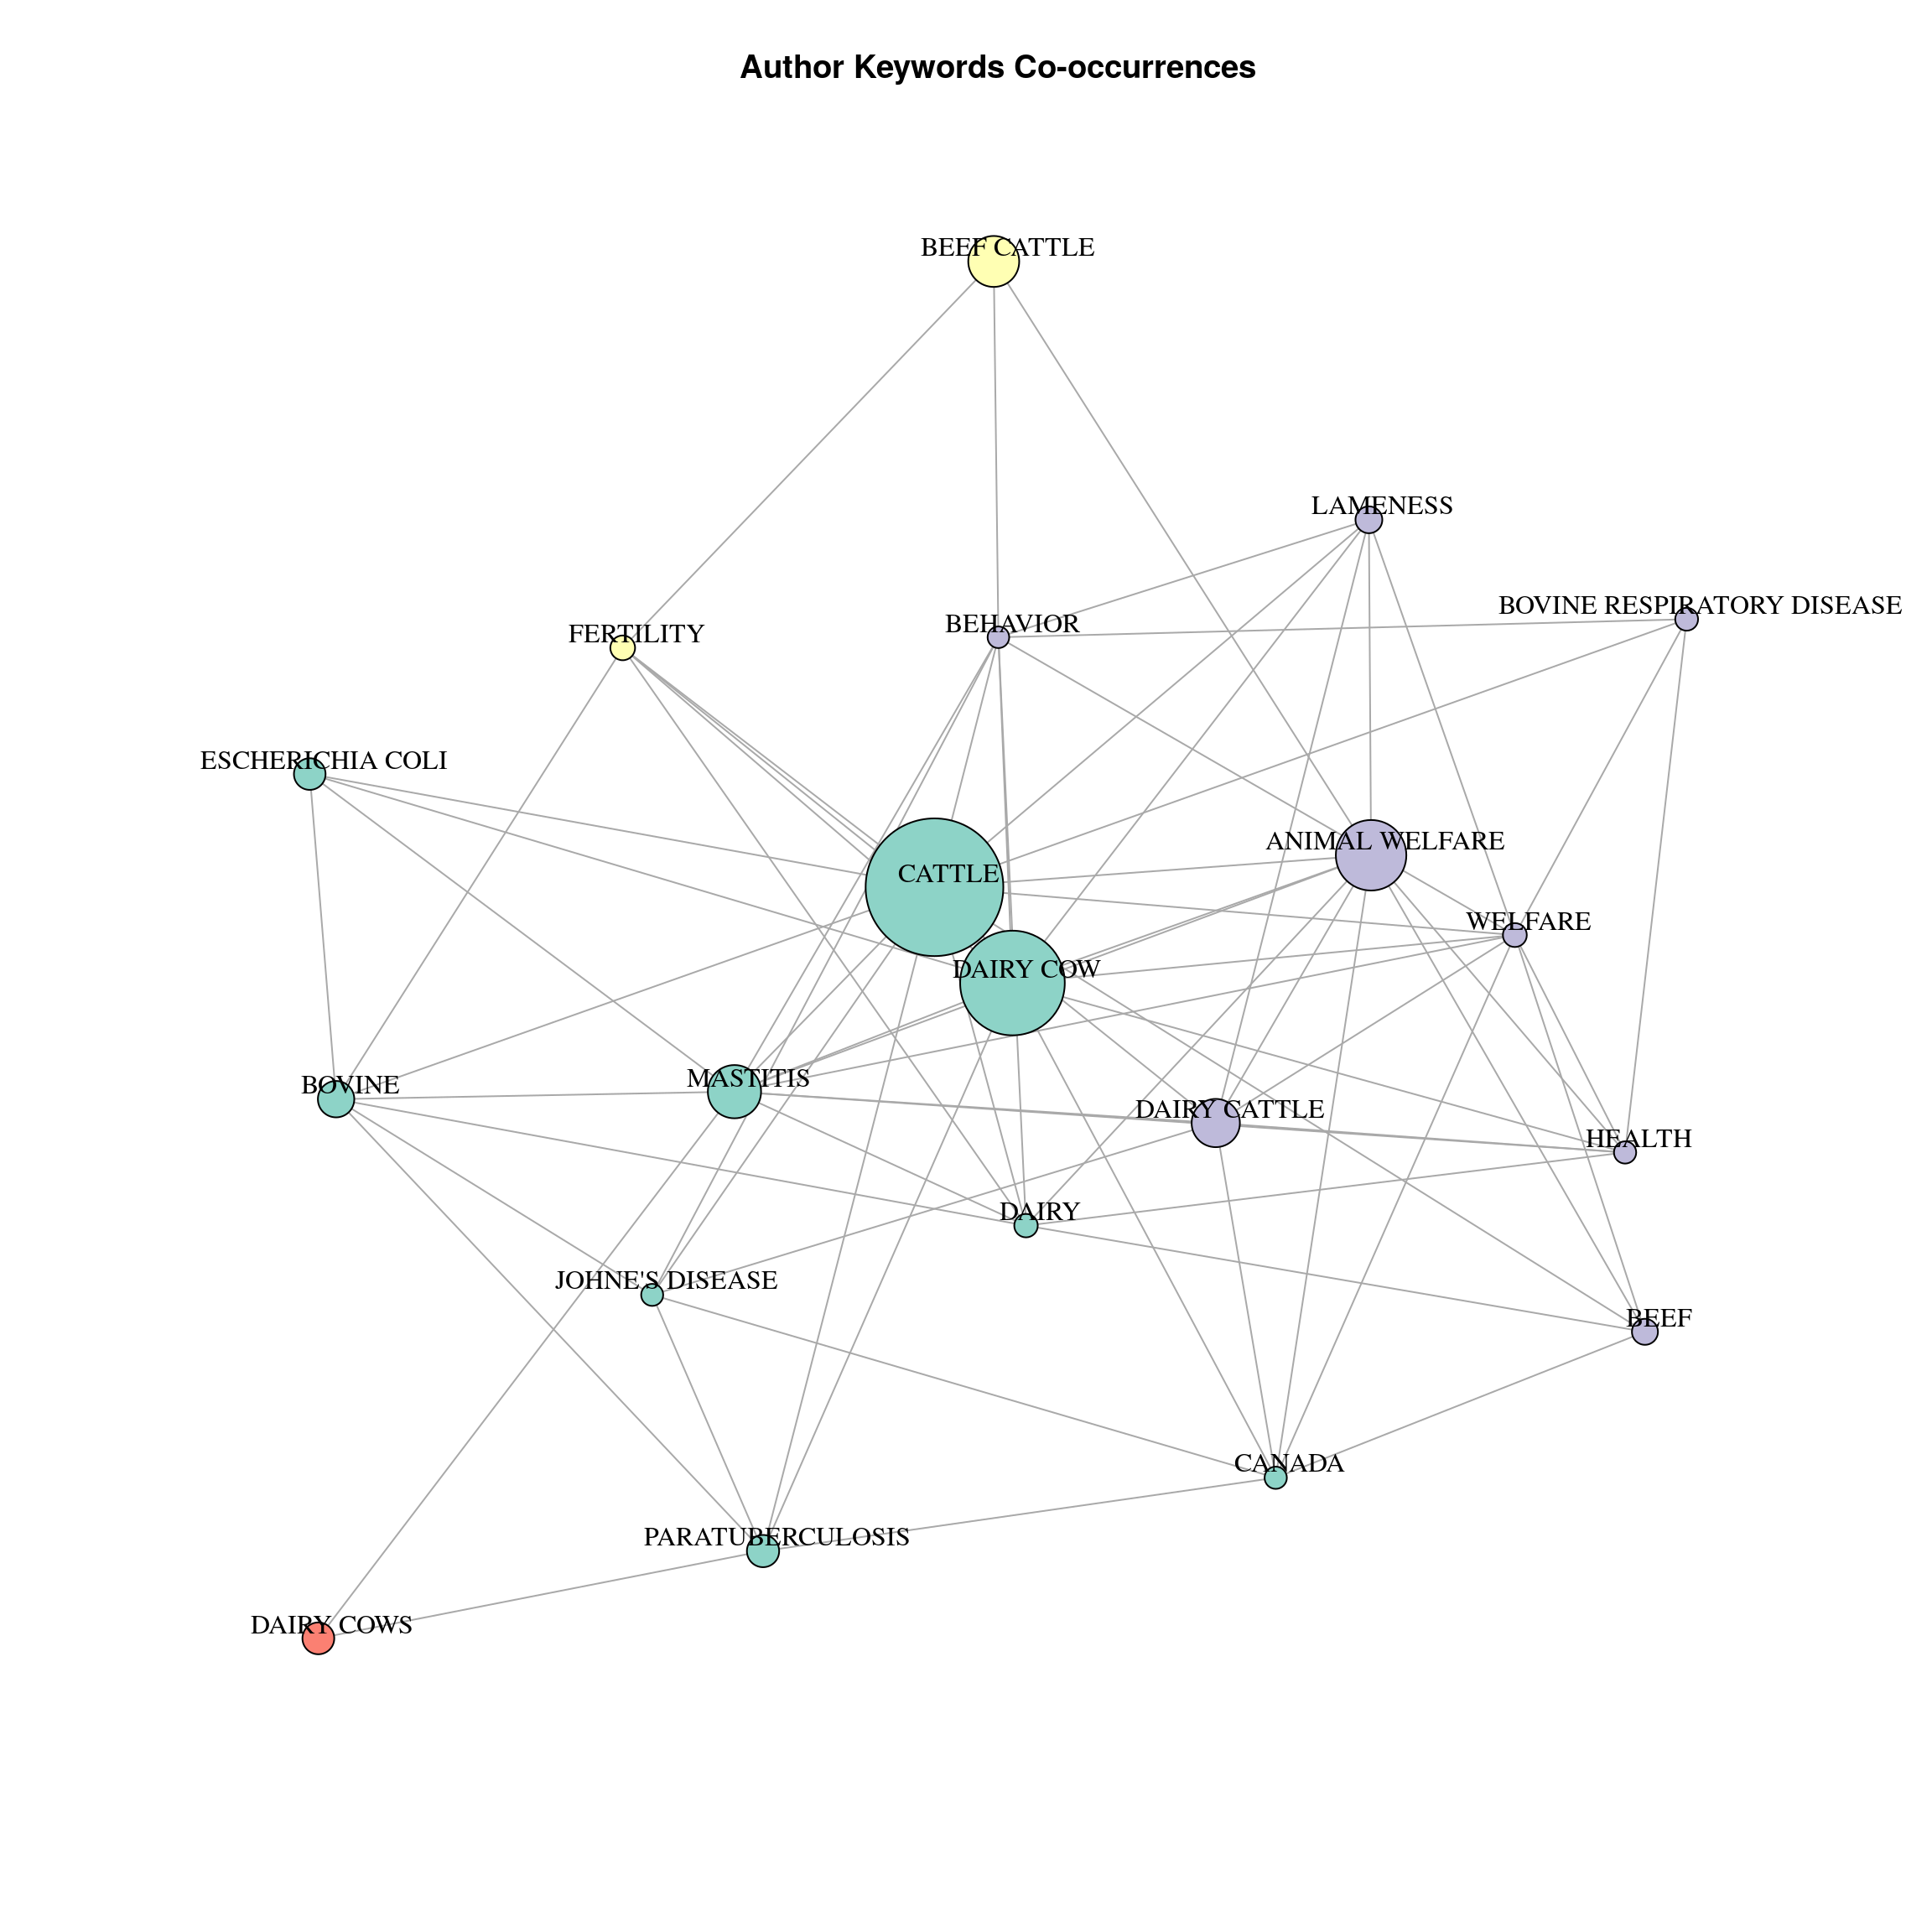 Author Keywords Co-occurrences
BEEF CATTLE
LAMENESS
BOVINE RESPIRATORY DISEASE
BEHAVIOR
FERTILITY
ESCHERICHIA COLI
ANIMAL WELFARE
CATTLE
WELFARE
DAIRY COW
MASTITIS
BOVINE
DAIRY CATTLE
HEALTH
DAIRY
JOHNE'S DISEASE
BEEF
CANADA
PARATUBERCULOSIS
DAIRY COWS